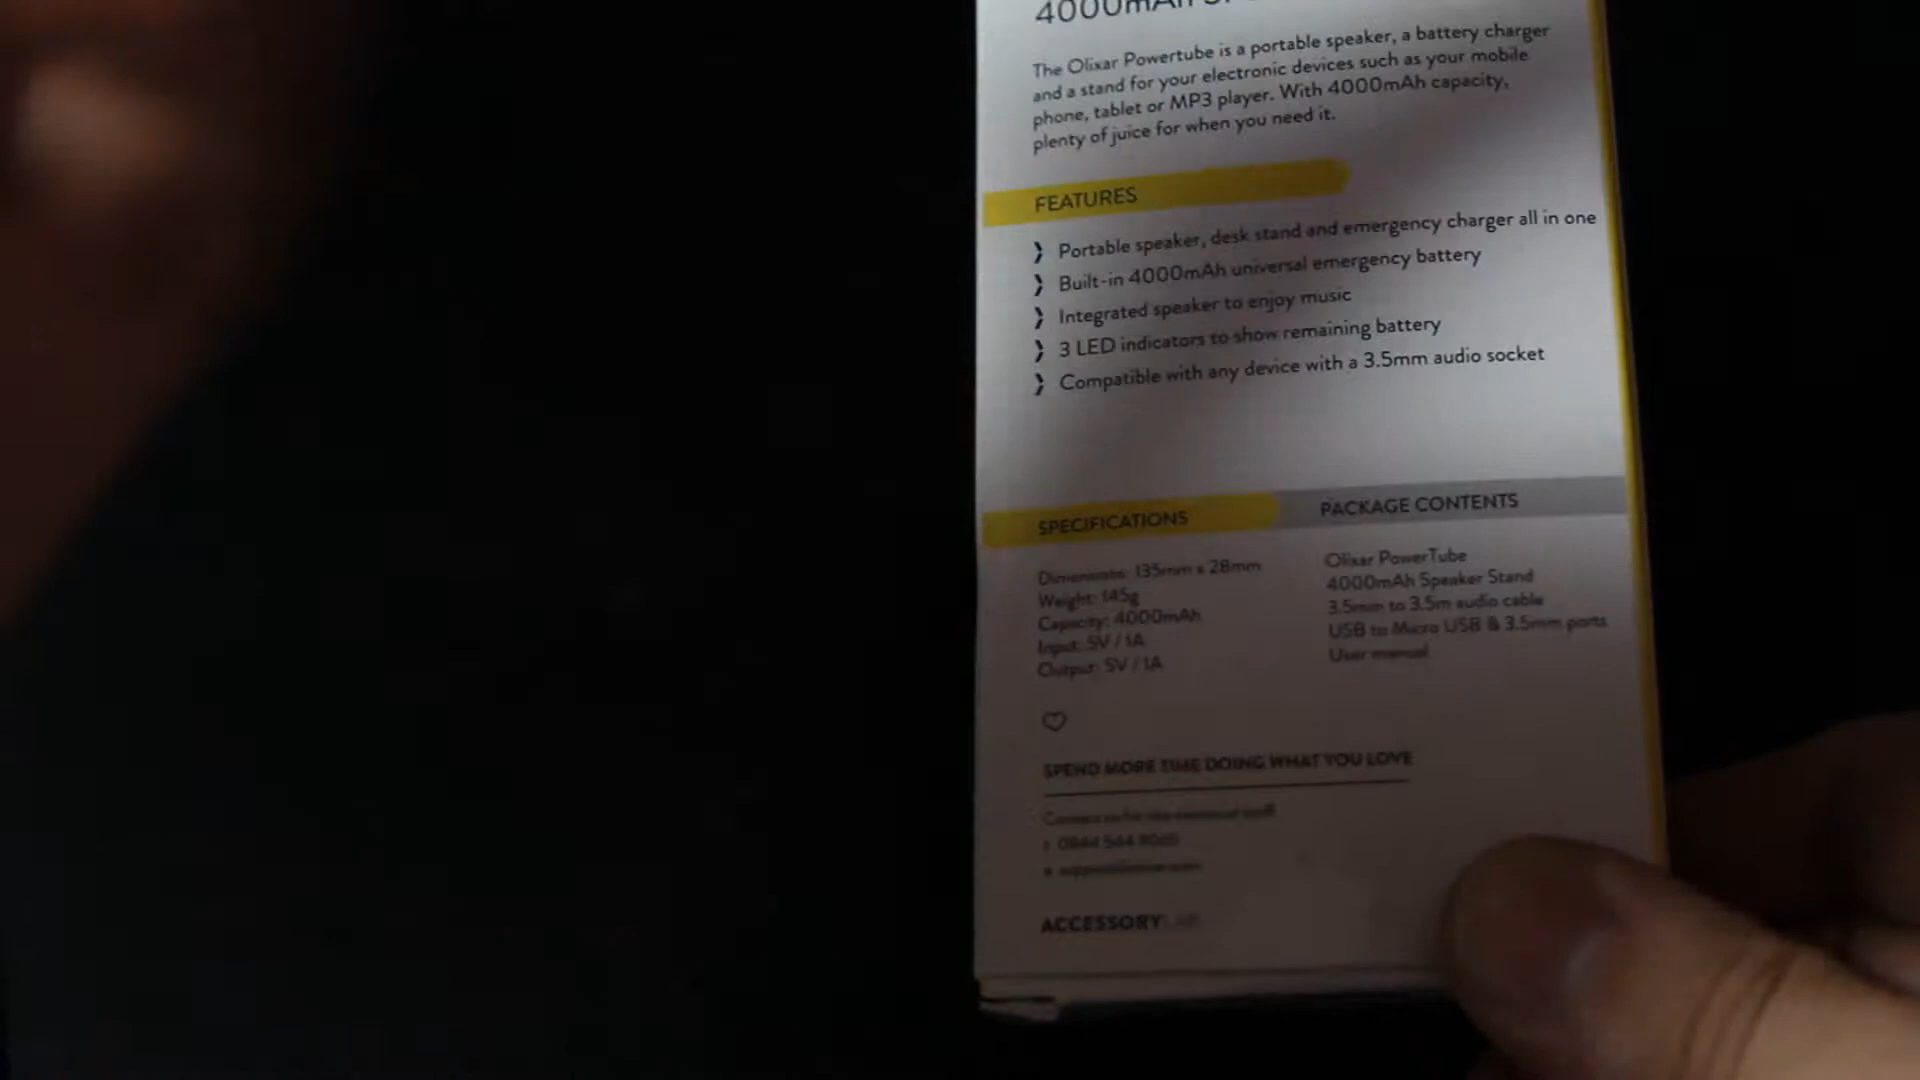 4000mAh
The Olixar Powertube is a portable speaker, a battery charger
and a stand for your electronic devices such as your mobile
phone, tablet or MP3 player. With 4000mAh capacity,
plenty of juice for when you need it.
FEATURES
Portable speaker, desk stand and emergency charger all in one
Built-in 4000mAh universal emergency battery
Integrated speaker to enjoy music
3 LED indicators to show remaining battery
Compatible with any device with a 3.5mm audio socket
SPECIFICATIONS
Dimensions: 135mm x 28mm
Weight: 145g
Capacity: 4000mAh
Input: 5V / 1A
Output: 5V / 1A
PACKAGE CONTENTS
Olixar PowerTube
4000mAh Speaker Stand
3.5mm to 3.5m audio cable
USB to Micro USB & 3.5mm ports
User manual
SPEND MORE TIME DOING WHAT YOU LOVE
ACCESSORY